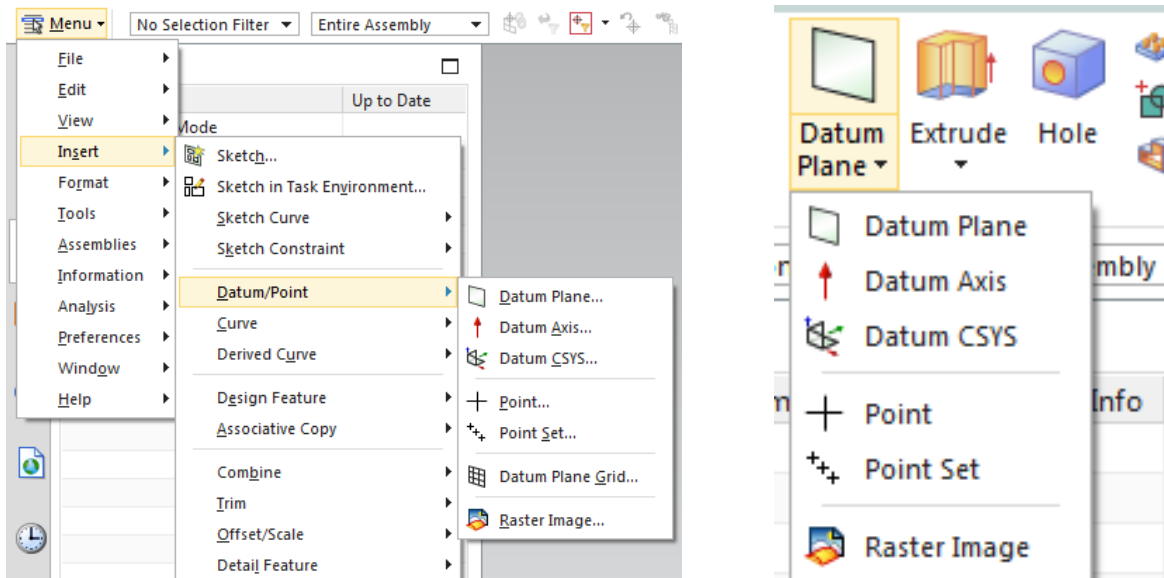 Menu
No Selection Filter
Entire Assembly
File
Edit
View
Insert
Format
Tools
Assemblies
Information
Analysis
Preferences
Window
Help
Up to Date
Mode
Sketch...
Sketch in Task Environment...
Sketch Curve
Sketch Constraint
Datum/Point
Curve
Derived Curve
Design Feature
Associative Copy
Combine
Trim
Offset/Scale
Detail Feature
Datum Plane...
Datum Axis...
Datum CSYS...
Point...
Point Set...
Datum Plane Grid...
Raster Image...
Datum
Plane
Extrude
Hole
Datum Plane
Datum Axis
Datum CSYS
Point
Point Set
Raster Image
mbly
Info